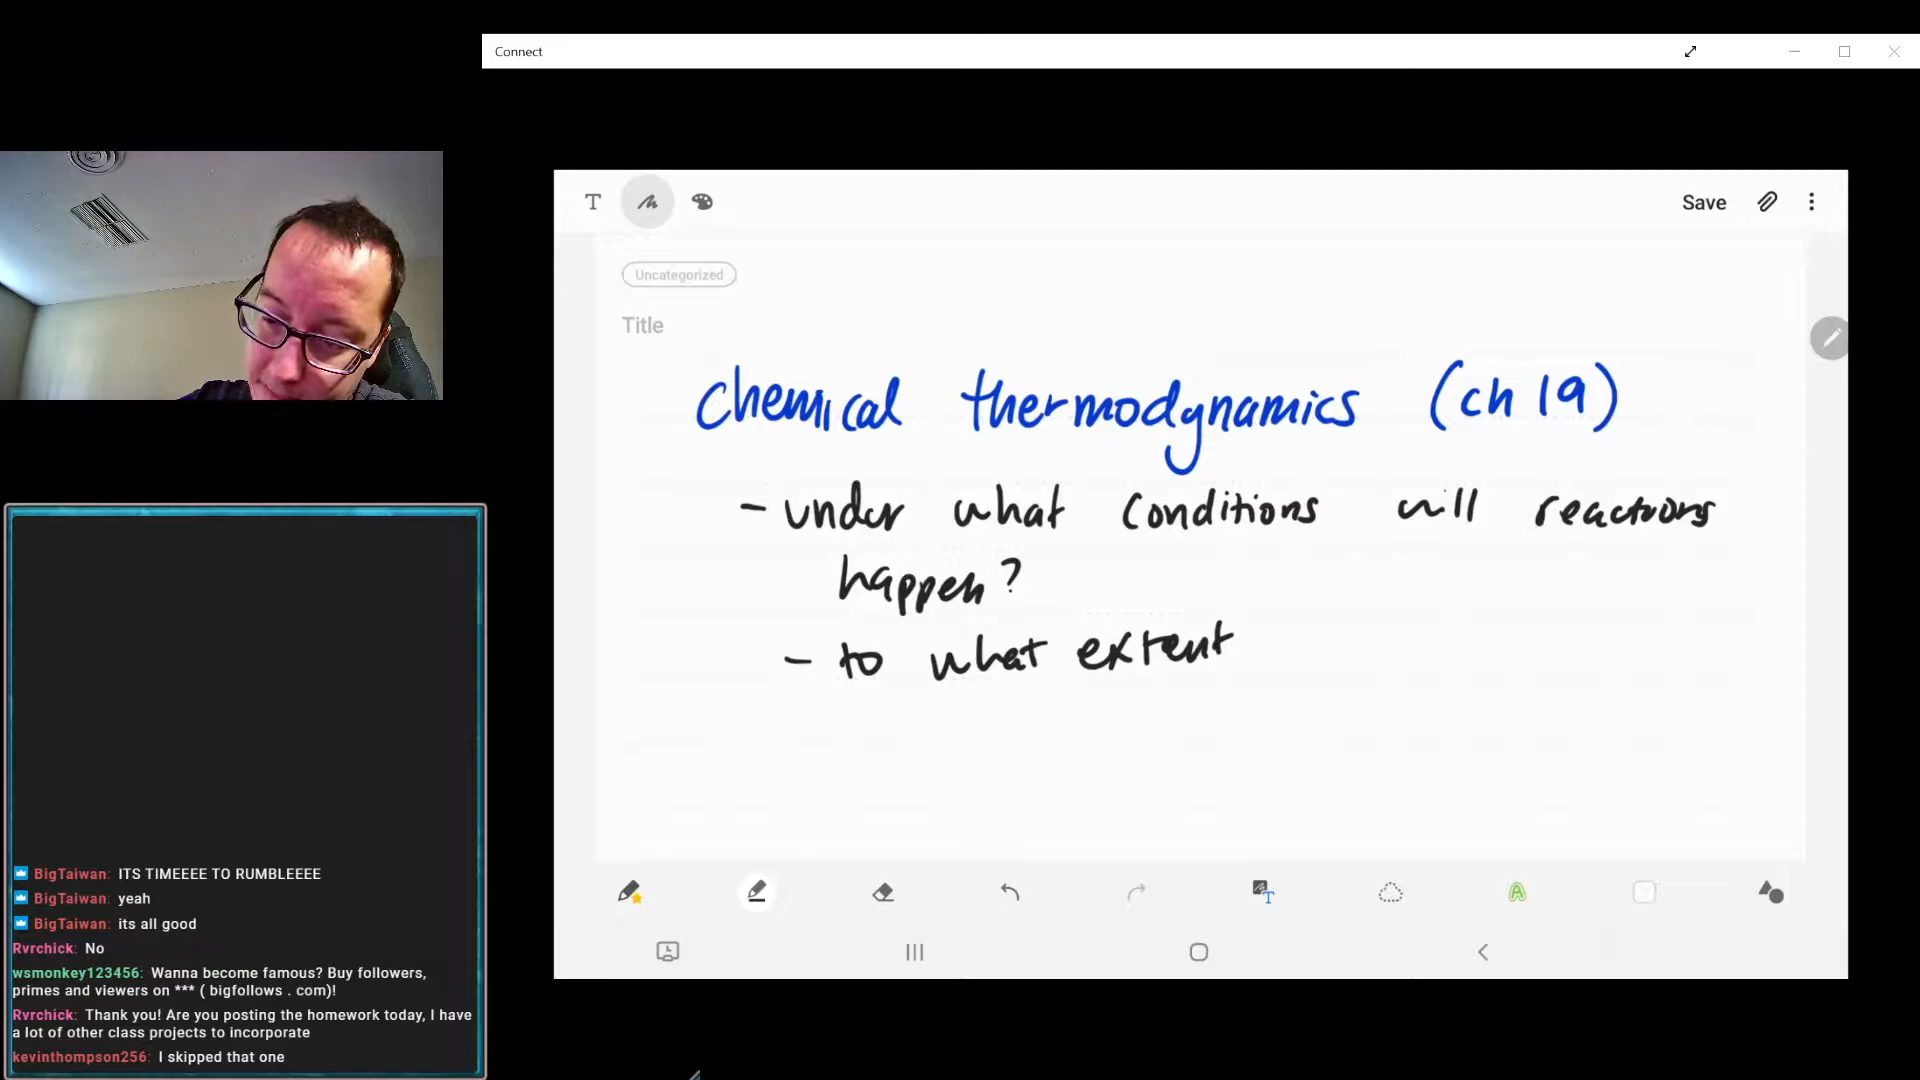 Connect
T
Save
Uncategorized
Title
Chemical thermodynamics (ch 19)
- under what conditions will reactions
happen?
- to what extent
BigTaiwan: ITS TIMEEEE TO RUMBLEEEE
BigTaiwan: yeah
BigTaiwan: its all good
Rvrchick: No
wsmonkey123456: Wanna become famous? Buy followers,
primes and viewers on *** ( bigfollows . com)!
Rvrchick: Thank you! Are you posting the homework today, I have
a lot of other class projects to incorporate
kevinthompson256: I skipped that one